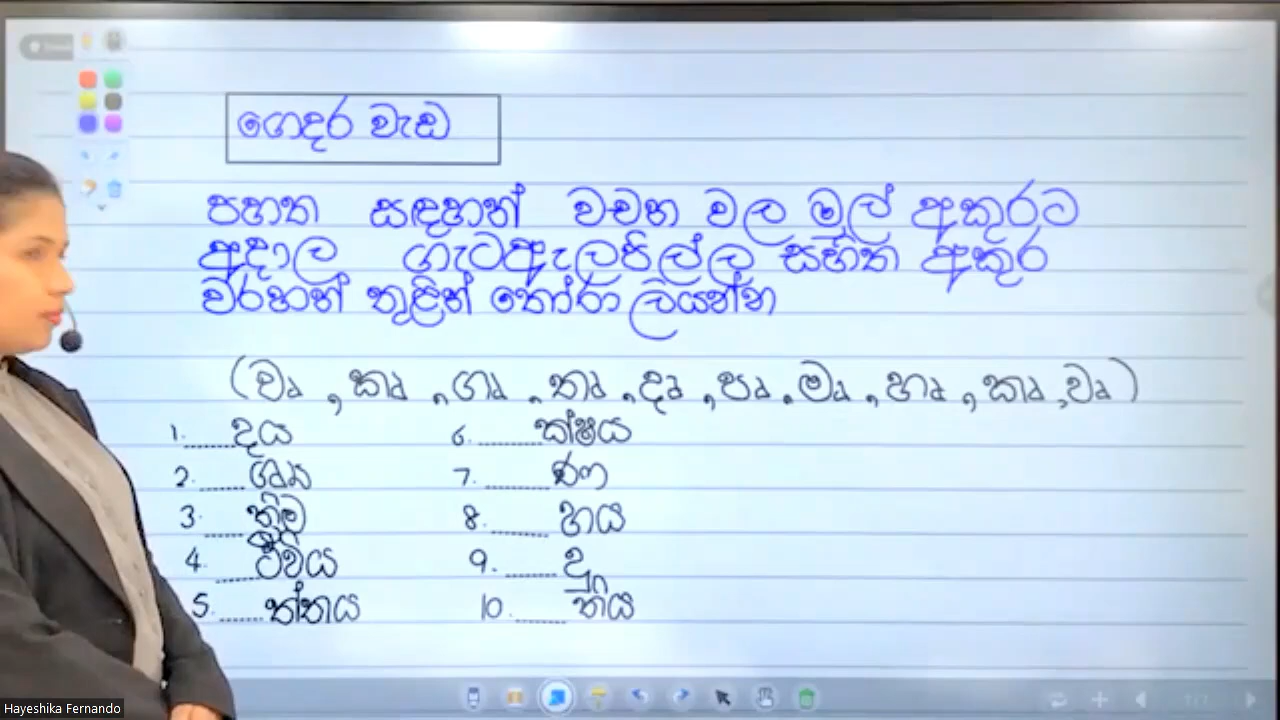 ගෙදර වැඩ
පහත සඳහන් වචන වල මුල් අකුරට
අදාල ගැටඇලපිල්ල සහිත අකුර
වරහන් තුළින් තෝරා ලියන්න
(වෘ , කෘ , ගෘ , තෘ , දෘ , පෘ , මෘ , හෘ , කෘ , වෘ )
1. ......දය
6. ......ක්ෂය
2. ......
7. ......ණ
3. ......ත්‍රිම
8. ......හය
4. ......ථිවිය
9. ......දු
5. ......ත්තය
10. ......තිය
Hayeshika Fernando